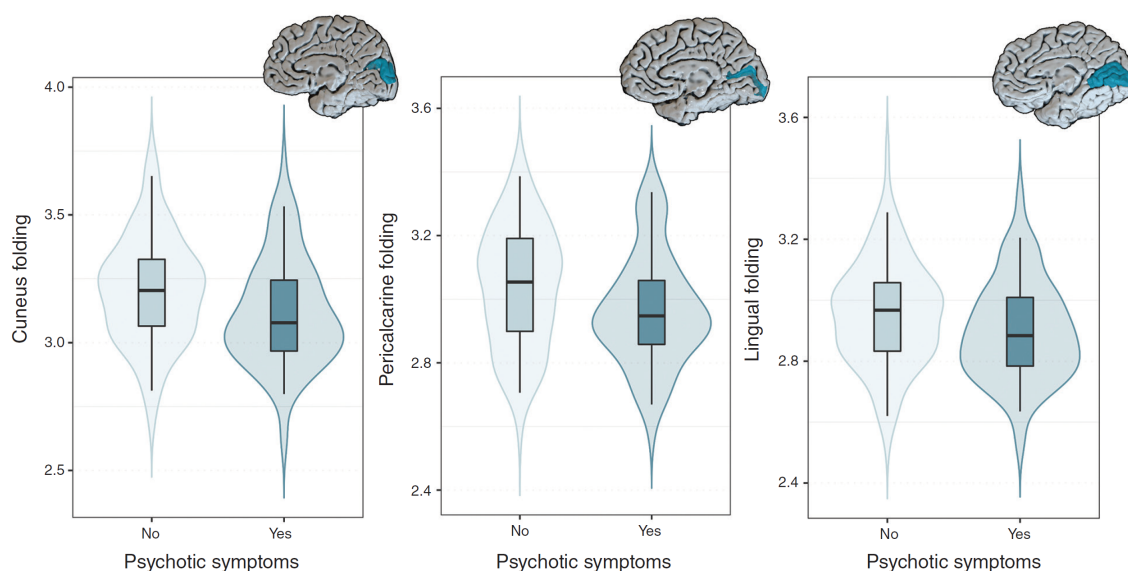 Cuneus folding
4.0
3.5
3.0
2.5
No
Yes
Psychotic symptoms
Pericalcarine folding
3.6
3.2
2.8
2.4
No
Yes
Psychotic symptoms
Lingual folding
3.6
3.2
2.8
2.4
No
Yes
Psychotic symptoms